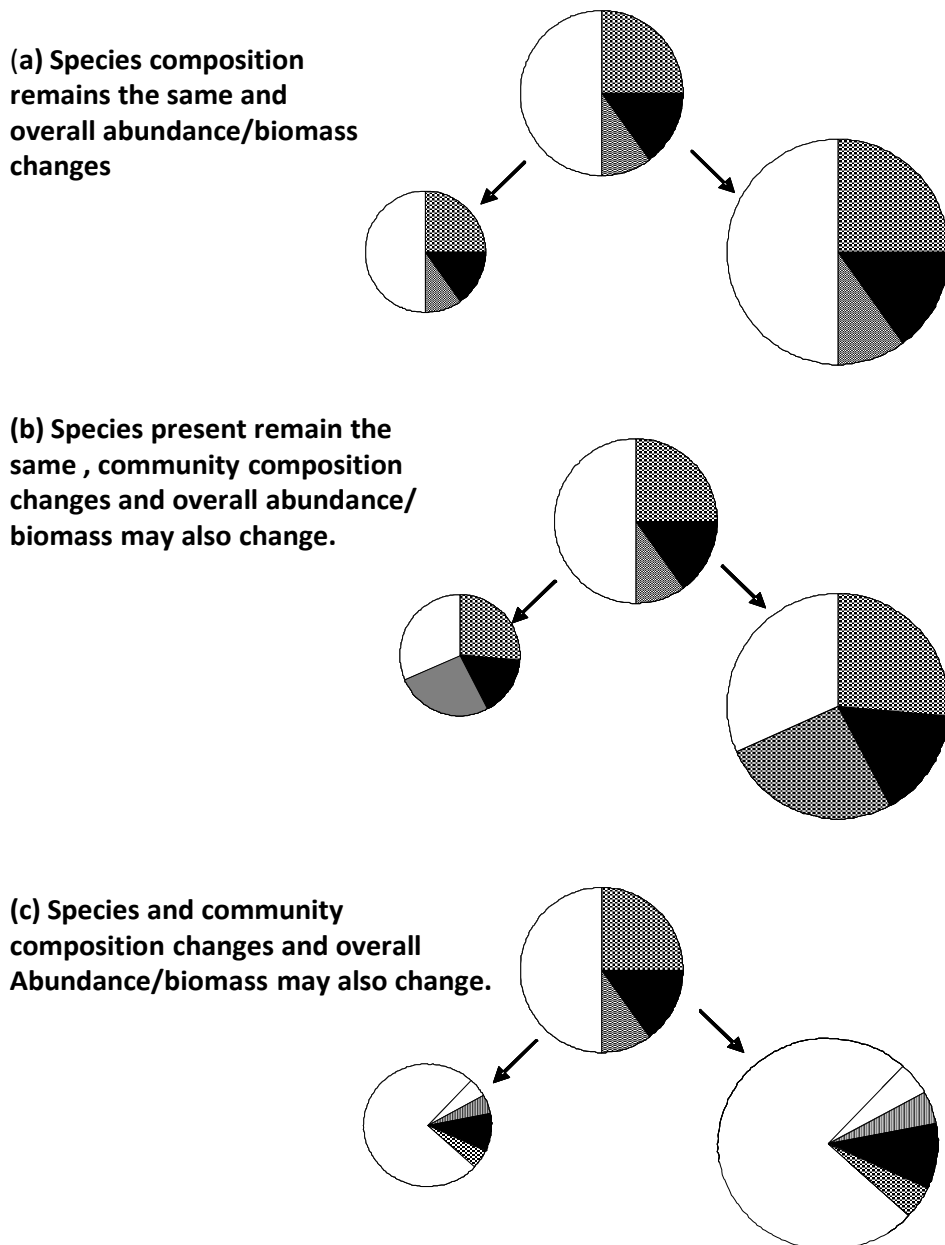 (a) Species composition
remains the same and
overall abundance/biomass
changes
(b) Species present remain the
same , community composition
changes and overall abundance/
biomass may also change.
(c) Species and community
composition changes and overall
Abundance/biomass may also change.